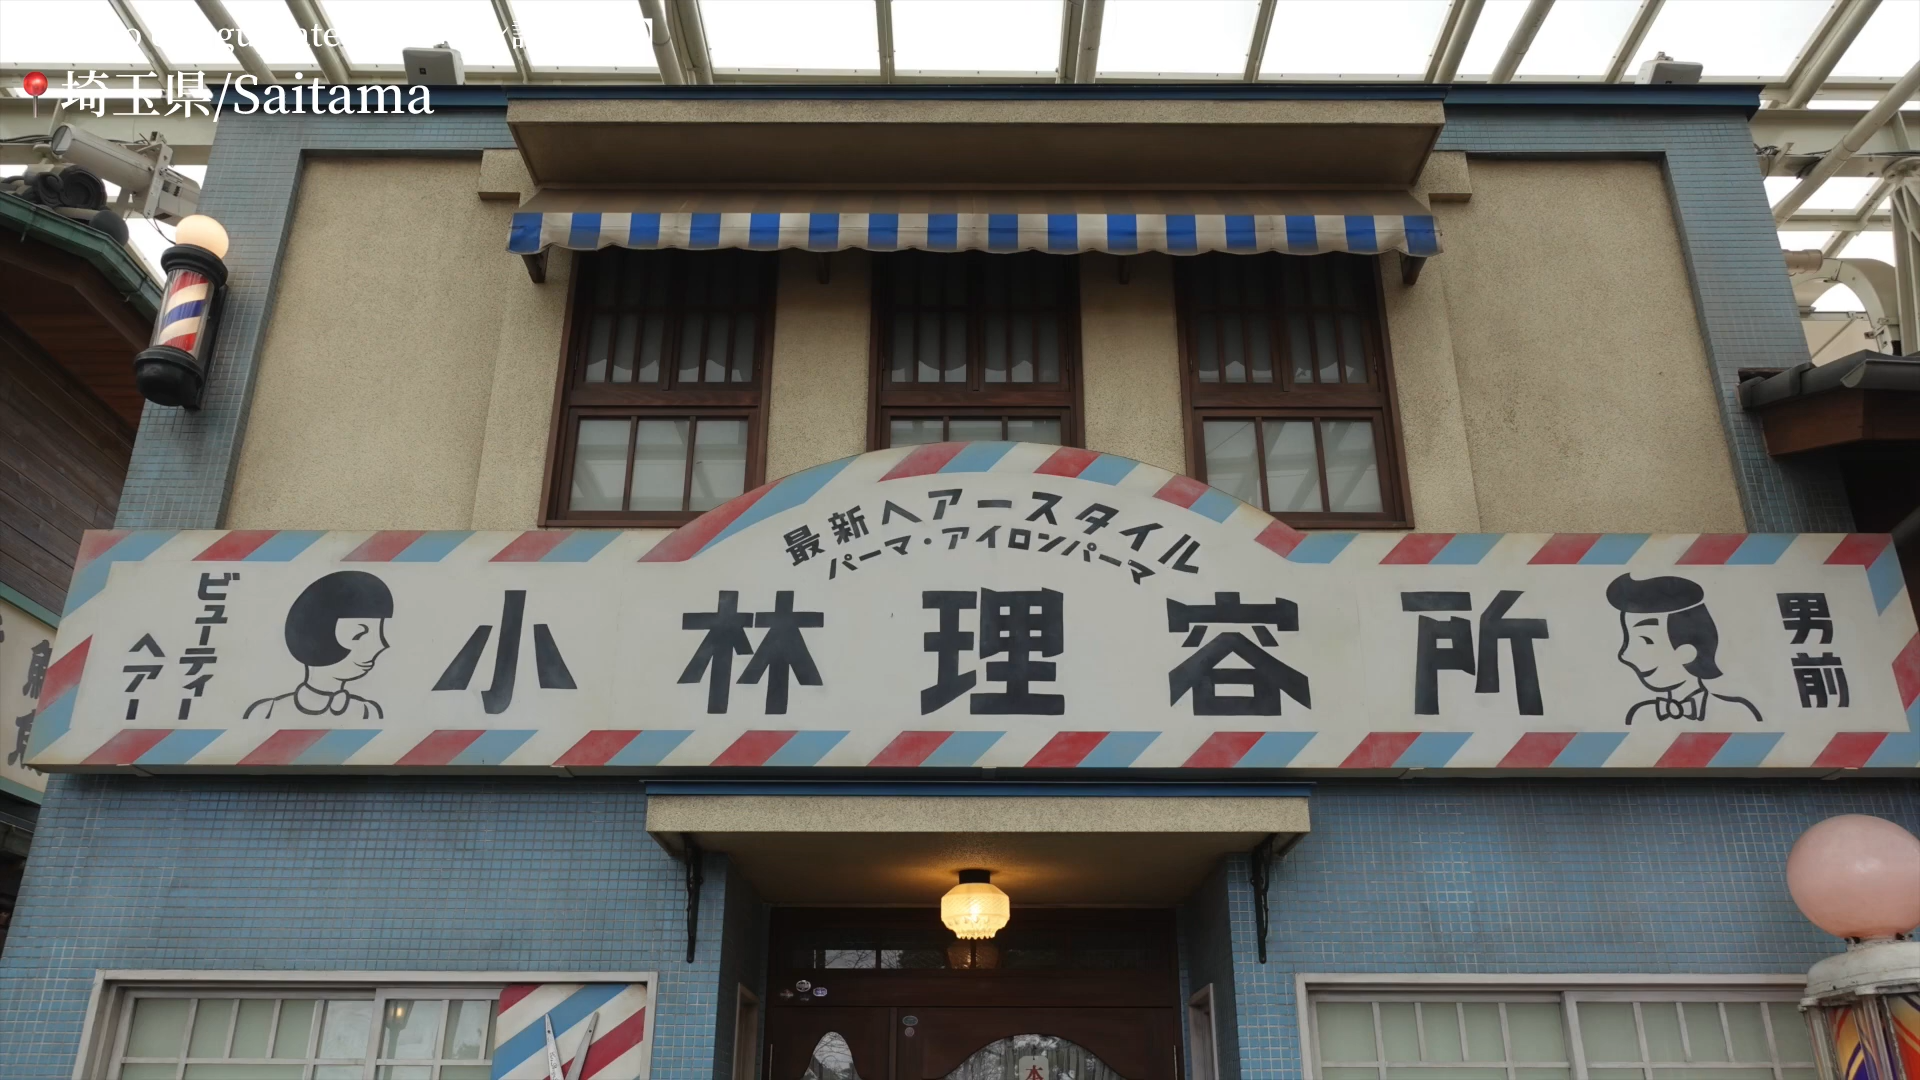 埼玉県/Saitama
最新ヘアースタイル
パーマ・アイロンパーマ
ビューティー
ヘアー
小林理容所
男前
本